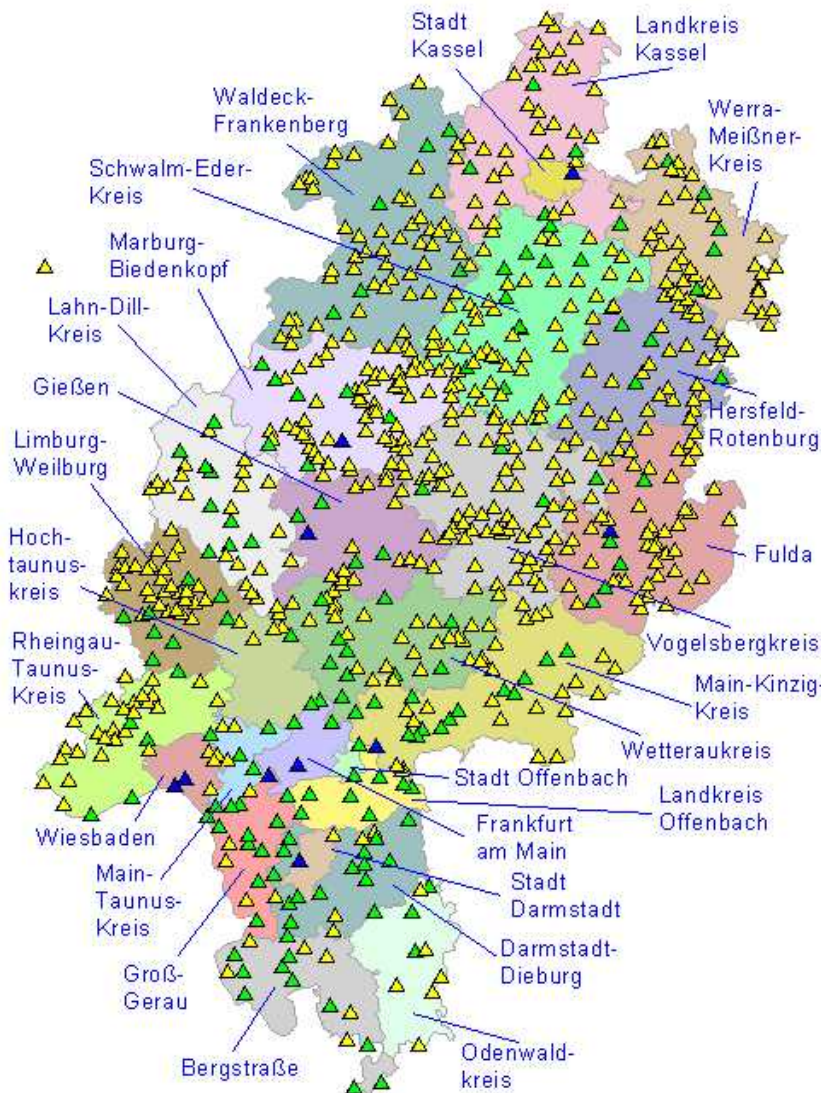 Stadt
Kassel
Landkreis
Kassel
Waldeck-
Frankenberg
Werra-
Meißner-
Kreis
Schwalm-Eder-
Kreis
Marburg-
Biedenkopf
Lahn-Dill-
Kreis
Gießen
Hersfeld-
Rotenburg
Limburg-
Weilburg
Hoch-
taunus-
kreis
Fulda
Rheingau-
Taunus-
Kreis
Vogelsbergkreis
Main-Kinzig-
Kreis
Wetteraukreis
Stadt Offenbach
Landkreis
Offenbach
Wiesbaden
Frankfurt
am Main
Main-
Taunus-
Kreis
Stadt
Darmstadt
Groß-
Gerau
Darmstadt-
Dieburg
Bergstraße
Odenwald-
kreis